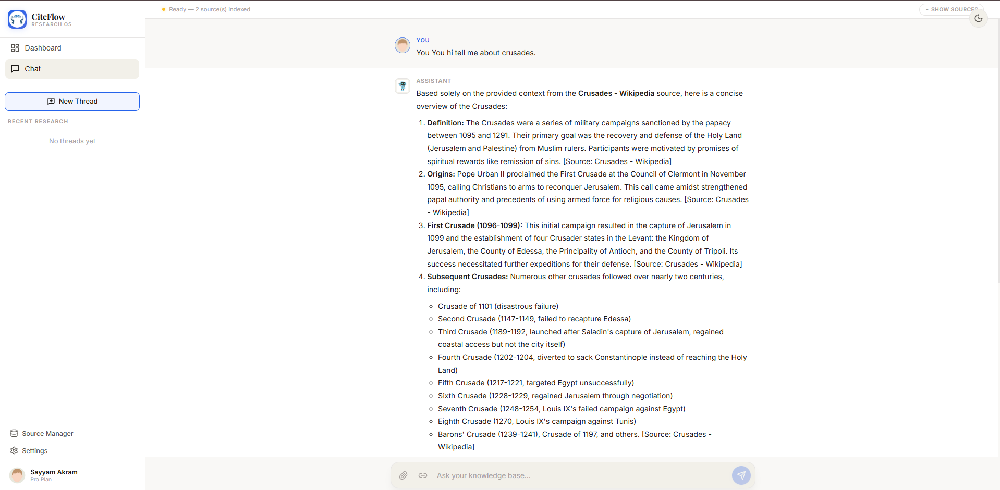 CiteFlow
RESEARCH OS
Dashboard
Chat
New Thread
RECENT RESEARCH
No threads yet
Source Manager
Settings
Sayyam Akram
Pro Plan
Ready — 2 source(s) indexed
SHOW SOURCES
YOU
You You hi tell me about crusades.
ASSISTANT
Based solely on the provided context from the Crusades - Wikipedia source, here is a concise
overview of the Crusades:
1. Definition: The Crusades were a series of military campaigns sanctioned by the papacy
between 1095 and 1291. Their primary goal was the recovery and defense of the Holy Land
(Jerusalem and Palestine) from Muslim rulers. Participants were motivated by promises of
spiritual rewards like remission of sins. [Source: Crusades - Wikipedia]
2. Origins: Pope Urban II proclaimed the First Crusade at the Council of Clermont in November
1095, calling Christians to arms to reconquer Jerusalem. This call came amidst strengthened
papal authority and precedents of using armed force for religious causes. [Source: Crusades
- Wikipedia]
3. First Crusade (1096-1099): This initial campaign resulted in the capture of Jerusalem in
1099 and the establishment of four Crusader states in the Levant: the Kingdom of
Jerusalem, the County of Edessa, the Principality of Antioch, and the County of Tripoli. Its
success necessitated further expeditions for their defense. [Source: Crusades - Wikipedia]
4. Subsequent Crusades: Numerous other crusades followed over nearly two centuries,
including:
Crusade of 1101 (disastrous failure)
Second Crusade (1147-1149, failed to recapture Edessa)
Third Crusade (1189-1192, launched after Saladin's capture of Jerusalem, regained
coastal access but not the city itself)
Fourth Crusade (1202-1204, diverted to sack Constantinople instead of reaching the Holy
Land)
Fifth Crusade (1217-1221, targeted Egypt unsuccessfully)
Sixth Crusade (1228-1229, regained Jerusalem through negotiation)
Seventh Crusade (1248-1254, Louis IX's failed campaign against Egypt)
Eighth Crusade (1270, Louis IX's campaign against Tunis)
Barons' Crusade (1239-1241), Crusade of 1197, and others. [Source: Crusades -
Wikipedia]
Ask your knowledge base...